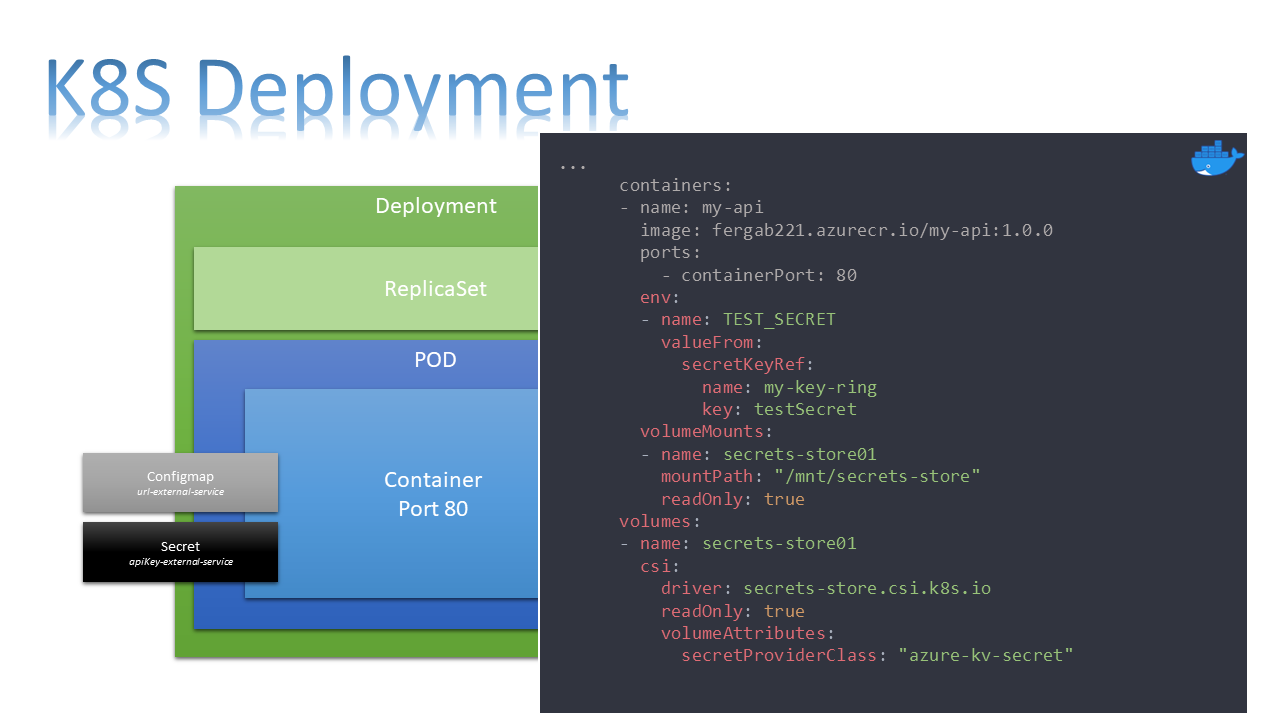 K8S Deployment
Deployment
ReplicaSet
POD
Container
Port 80
Configmap
url-external-service
Secret
apiKey-external-service
...
containers:
- name: my-api
image: fergab221.azurecr.io/my-api:1.0.0
ports:
- containerPort: 80
env:
- name: TEST_SECRET
valueFrom:
secretKeyRef:
name: my-key-ring
key: testSecret
volumeMounts:
- name: secrets-store01
mountPath: "/mnt/secrets-store"
readOnly: true
volumes:
- name: secrets-store01
csi:
driver: secrets-store.csi.k8s.io
readOnly: true
volumeAttributes:
secretProviderClass: "azure-kv-secret"